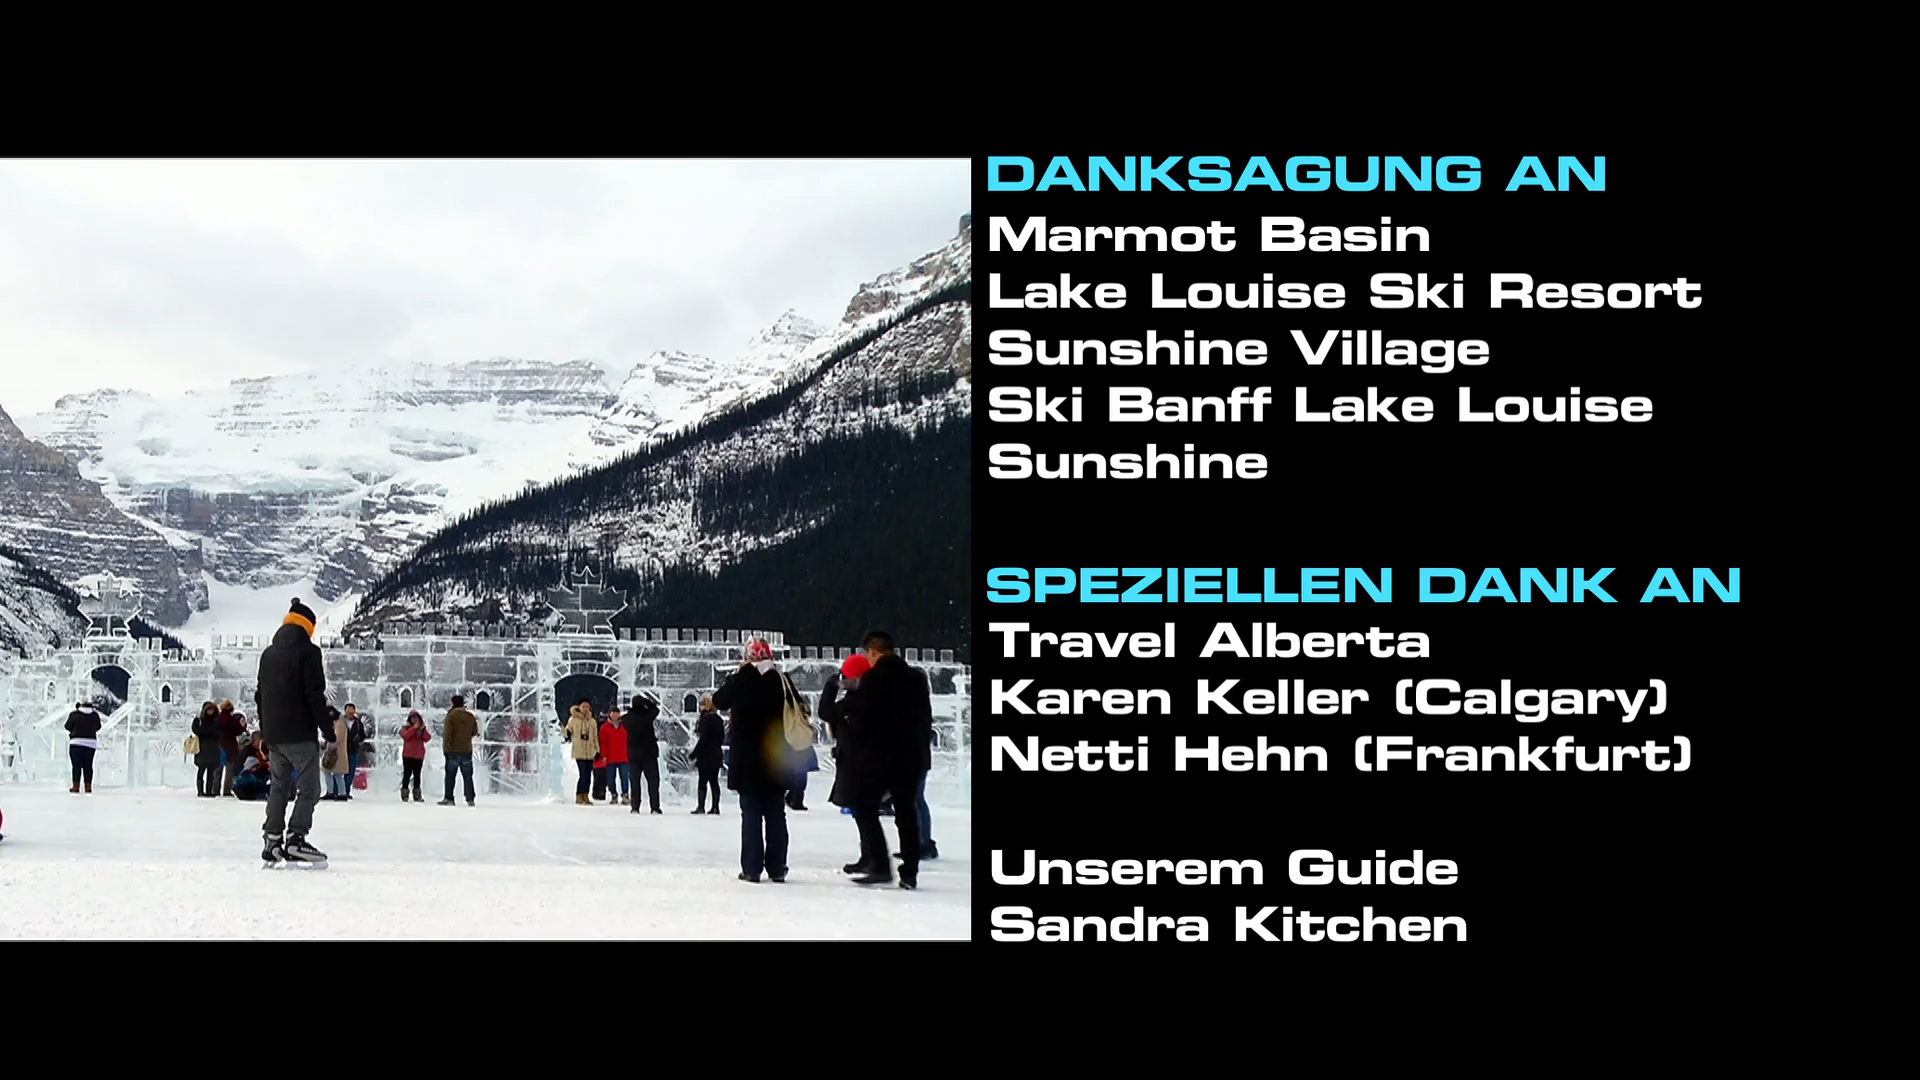 DANKSAGUNG AN
Marmot Basin
Lake Louise Ski Resort
Sunshine Village
Ski Banff Lake Louise
Sunshine
SPEZIELLEN DANK AN
Travel Alberta
Karen Keller (Calgary)
Netti Hehn (Frankfurt)
Unserem Guide
Sandra Kitchen